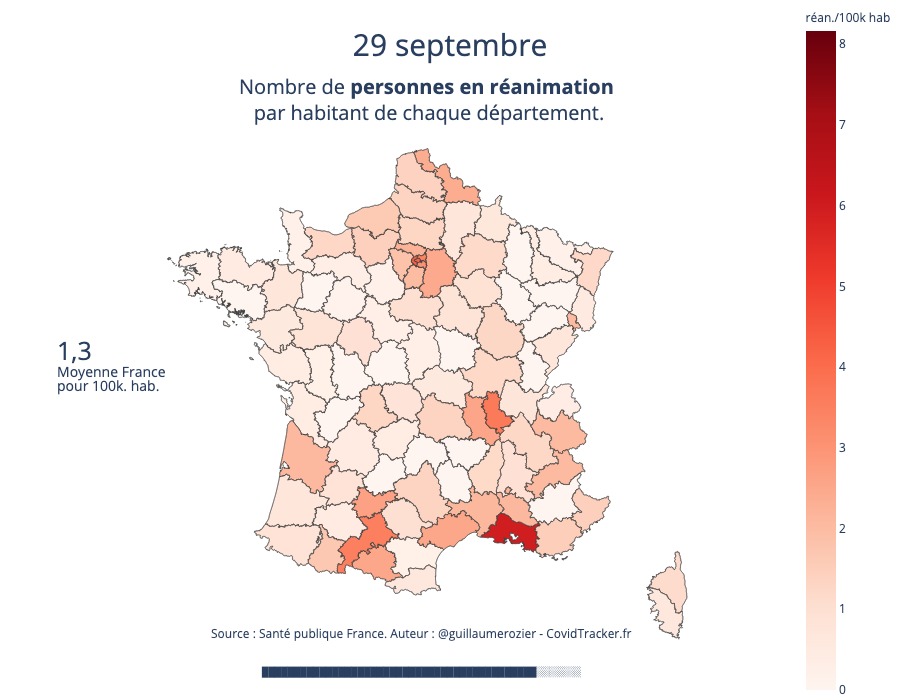 réan./100k hab
29 septembre
Nombre de personnes en réanimation
par habitant de chaque département.
8
7
6
5
4
3
2
1
0
1,3
Moyenne France
pour 100k. hab.
Source : Santé publique France. Auteur : @guillaumerozier - CovidTracker.fr